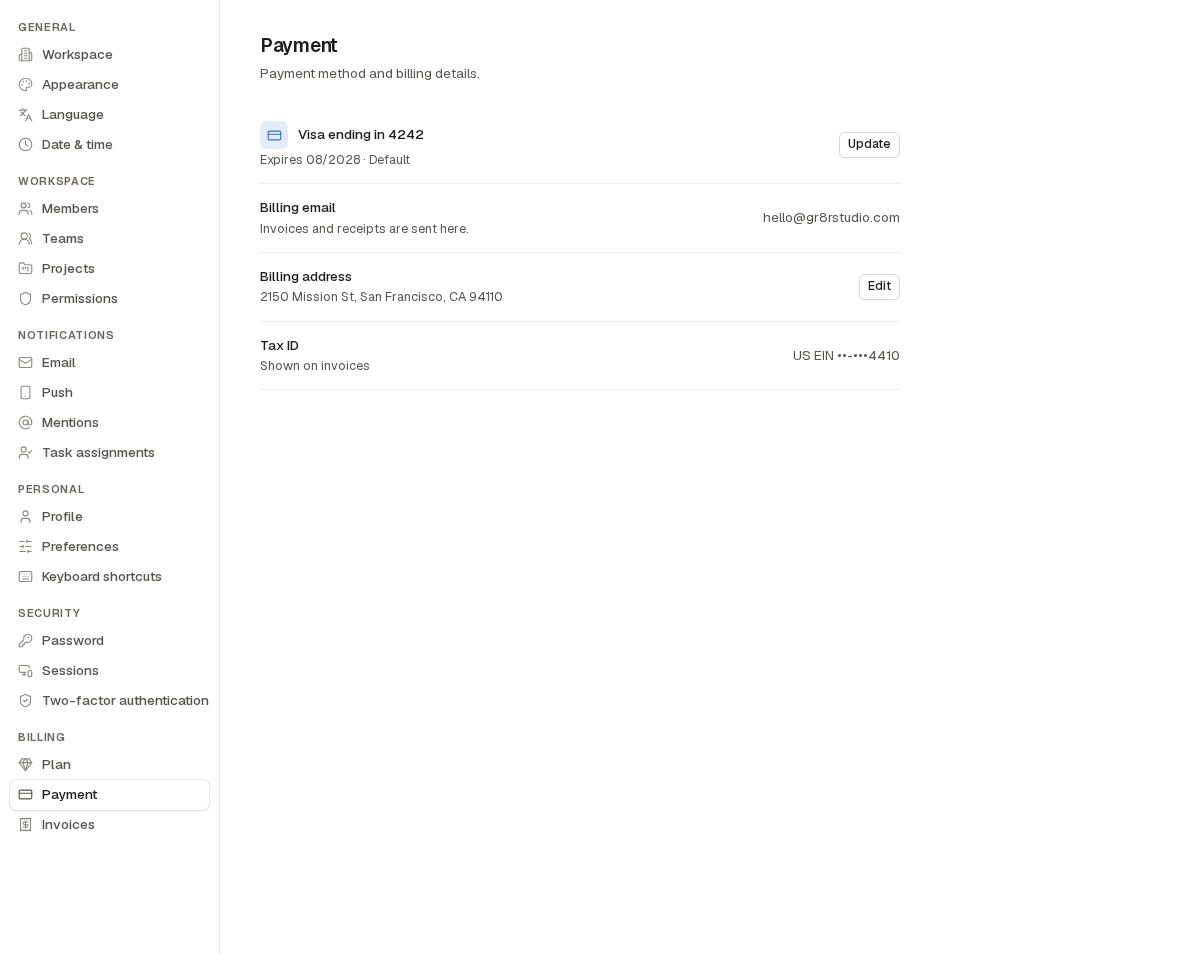 GENERAL
Workspace
Appearance
Language
Date & time
WORKSPACE
Members
Teams
Projects
Permissions
NOTIFICATIONS
Email
Push
Mentions
Task assignments
PERSONAL
Profile
Preferences
Keyboard shortcuts
SECURITY
Password
Sessions
Two-factor authentication
BILLING
Plan
Payment
Invoices
Payment
Payment method and billing details.
Visa ending in 4242
Expires 08/2028 · Default
Update
Billing email
Invoices and receipts are sent here.
hello@gr8rstudio.com
Billing address
2150 Mission St, San Francisco, CA 94110
Edit
Tax ID
Shown on invoices
US EIN ••-•••4410